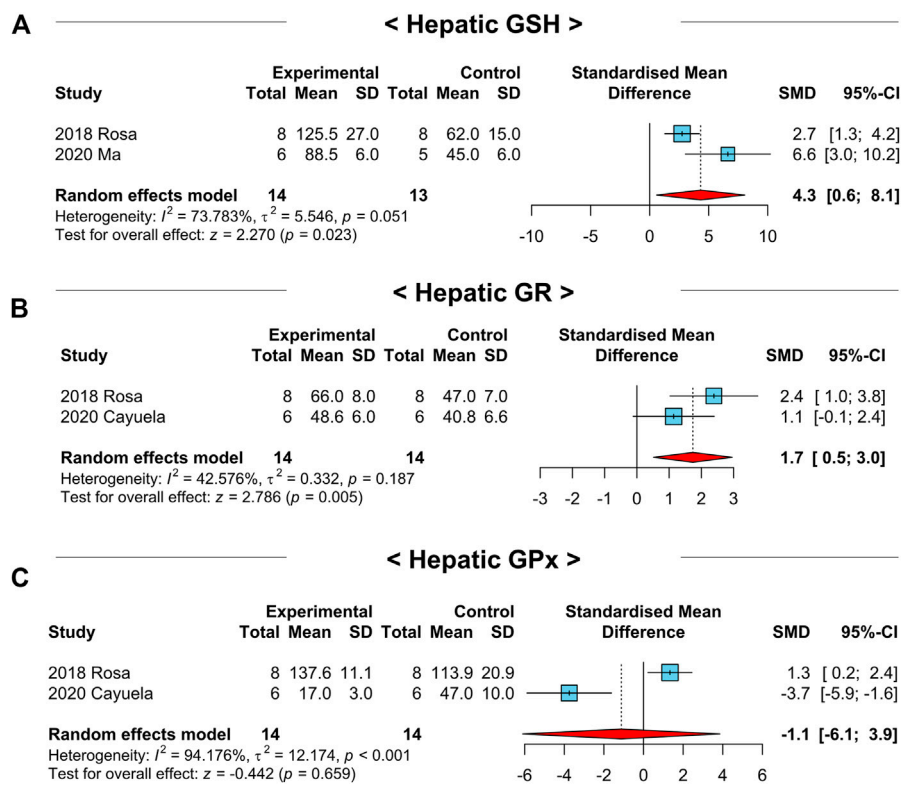 A
< Hepatic GSH >
Experimental Control Standardised Mean
Study Total Mean SD Total Mean SD Difference SMD 95%-CI
2018 Rosa 8 125.5 27.0 8 62.0 15.0 2.7 [1.3; 4.2]
2020 Ma 6 88.5 6.0 5 45.0 6.0 6.6 [3.0; 10.2]
Random effects model 14 13 4.3 [0.6; 8.1]
Heterogeneity: I² = 73.783%, τ² = 5.546, p = 0.051
Test for overall effect: z = 2.270 (p = 0.023)
-10 -5 0 5 10
B
< Hepatic GR >
Experimental Control Standardised Mean
Study Total Mean SD Total Mean SD Difference SMD 95%-CI
2018 Rosa 8 66.0 8.0 8 47.0 7.0 2.4 [ 1.0; 3.8]
2020 Cayuela 6 48.6 6.0 6 40.8 6.6 1.1 [-0.1; 2.4]
Random effects model 14 14 1.7 [ 0.5; 3.0]
Heterogeneity: I² = 42.576%, τ² = 0.332, p = 0.187
Test for overall effect: z = 2.786 (p = 0.005)
-3 -2 -1 0 1 2 3
C
< Hepatic GPx >
Experimental Control Standardised Mean
Study Total Mean SD Total Mean SD Difference SMD 95%-CI
2018 Rosa 8 137.6 11.1 8 113.9 20.9 1.3 [ 0.2; 2.4]
2020 Cayuela 6 17.0 3.0 6 47.0 10.0 -3.7 [-5.9; -1.6]
Random effects model 14 14 -1.1 [-6.1; 3.9]
Heterogeneity: I² = 94.176%, τ² = 12.174, p < 0.001
Test for overall effect: z = -0.442 (p = 0.659)
-6 -4 -2 0 2 4 6